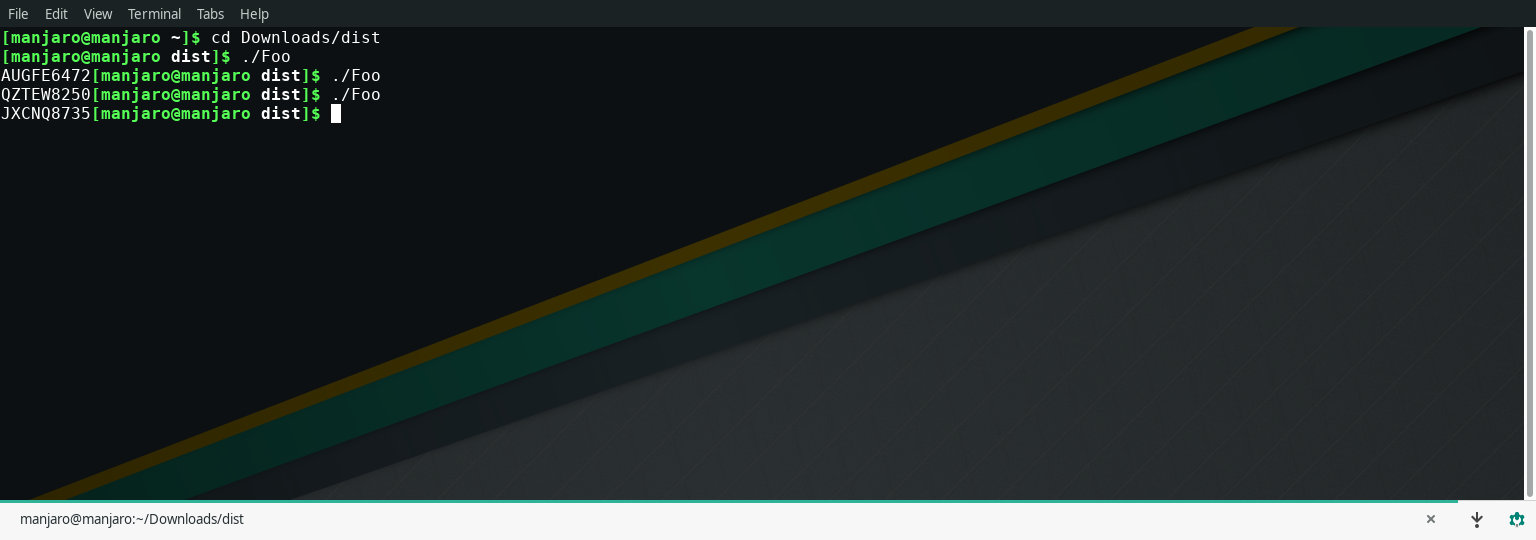 File Edit View Terminal Tabs Help
[manjaro@manjaro ~]$ cd Downloads/dist
[manjaro@manjaro dist]$ ./Foo
AUGFE6472[manjaro@manjaro dist]$ ./Foo
QZTEW8250[manjaro@manjaro dist]$ ./Foo
JXCNQ8735[manjaro@manjaro dist]$
manjaro@manjaro:~/Downloads/dist